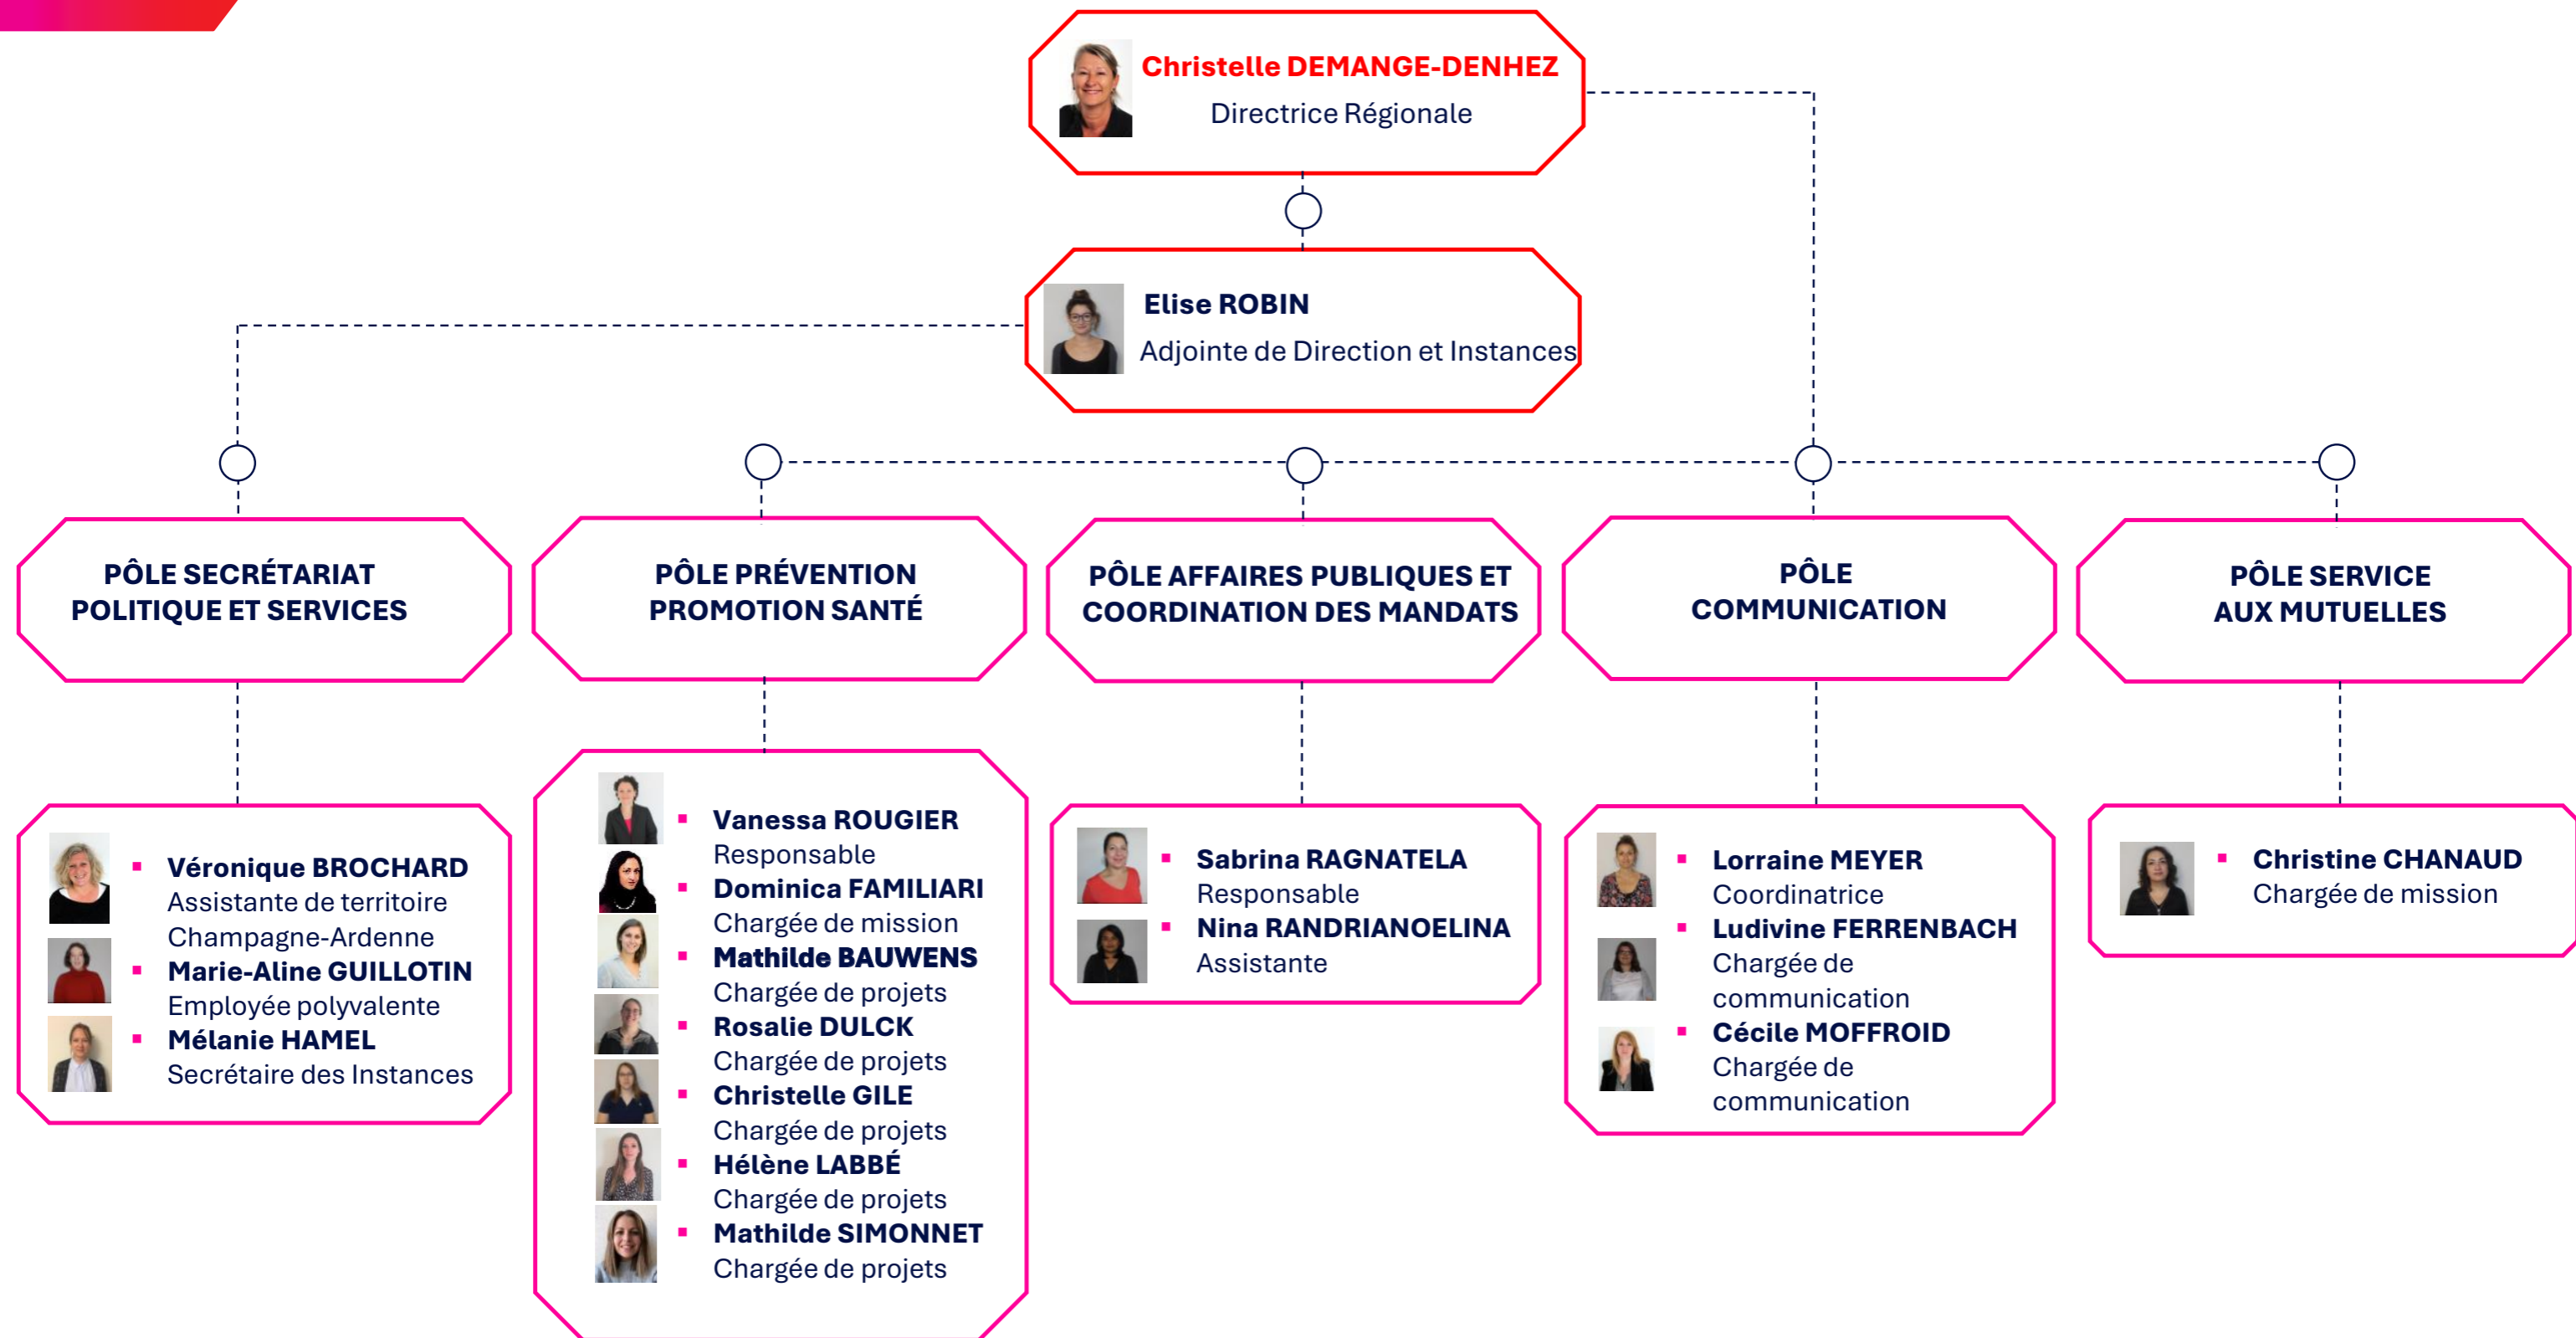 Christelle DEMANGE-DENHEZ
Directrice Régionale
Elise ROBIN
Adjointe de Direction et Instances
PÔLE SECRÉTARIAT
POLITIQUE ET SERVICES
PÔLE PRÉVENTION
PROMOTION SANTÉ
PÔLE AFFAIRES PUBLIQUES ET
COORDINATION DES MANDATS
PÔLE
COMMUNICATION
PÔLE SERVICE
AUX MUTUELLES
▪ Véronique BROCHARD
Assistante de territoire
Champagne-Ardenne
▪ Marie-Aline GUILLOTIN
Employée polyvalente
▪ Mélanie HAMEL
Secrétaire des Instances
▪ Vanessa ROUGIER
Responsable
▪ Dominica FAMILIARI
Chargée de mission
▪ Mathilde BAUWENS
Chargée de projets
▪ Rosalie DULCK
Chargée de projets
▪ Christelle GILE
Chargée de projets
▪ Hélène LABBÉ
Chargée de projets
▪ Mathilde SIMONNET
Chargée de projets
▪ Sabrina RAGNATELA
Responsable
▪ Nina RANDRIANOELINA
Assistante
▪ Lorraine MEYER
Coordinatrice
▪ Ludivine FERRENBACH
Chargée de
communication
▪ Cécile MOFFROID
Chargée de
communication
▪ Christine CHANAUD
Chargée de mission